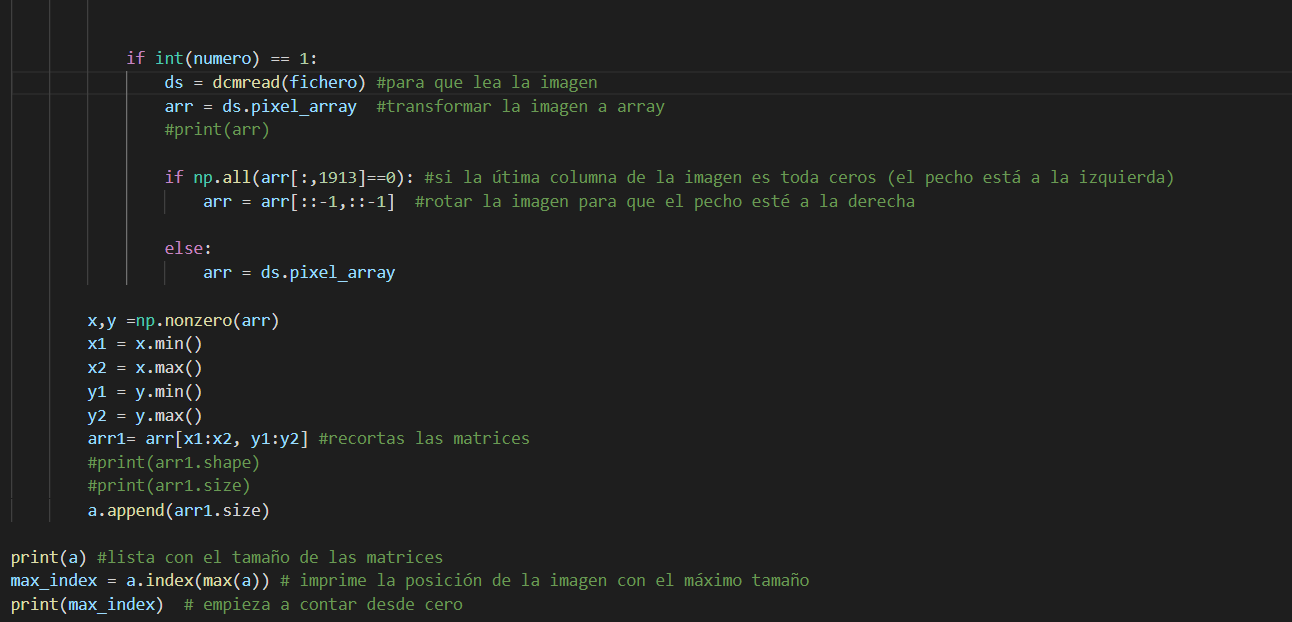 if int(numero) == 1:
ds = dcmread(fichero) #para que lea la imagen
arr = ds.pixel_array  #transformar la imagen a array
#print(arr)
if np.all(arr[:,1913]==0): #si la útima columna de la imagen es toda ceros (el pecho está a la izquierda)
arr = arr[::-1,::-1]  #rotar la imagen para que el pecho esté a la derecha
else:
arr = ds.pixel_array
x,y =np.nonzero(arr)
x1 = x.min()
x2 = x.max()
y1 = y.min()
y2 = y.max()
arr1= arr[x1:x2, y1:y2] #recortas las matrices
#print(arr1.shape)
#print(arr1.size)
a.append(arr1.size)
print(a) #lista con el tamaño de las matrices
max_index = a.index(max(a)) # imprime la posición de la imagen con el máximo tamaño
print(max_index)  # empieza a contar desde cero